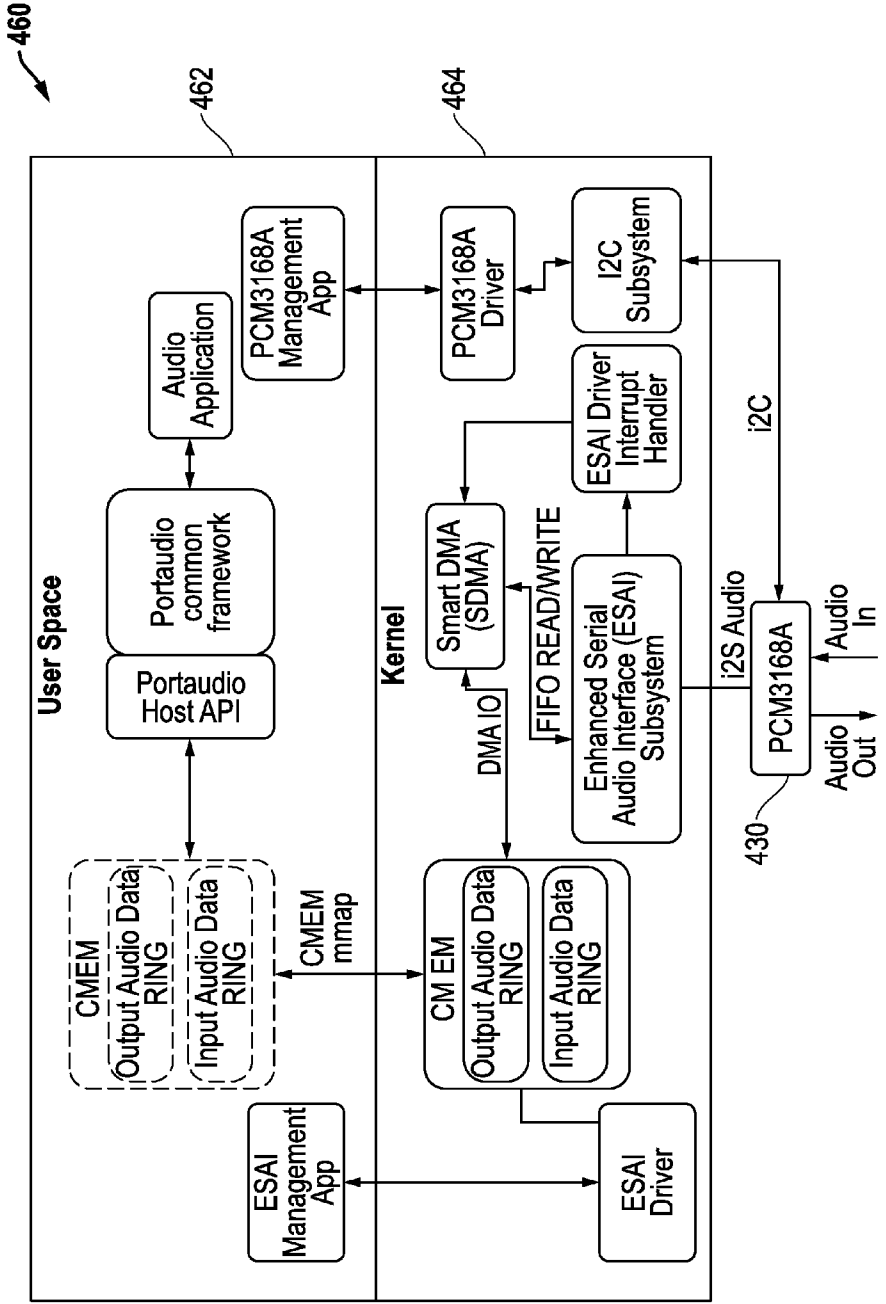 460
462
User Space
CMEM
Output Audio Data
RING
Input Audio Data
RING
Portaudio
Host API
Portaudio
common
framework
Audio
Application
ESAI
Management
App
PCM3168A
Management
App
CMEM
mmap
464
Kernel
CM EM
Output Audio Data
RING
Input Audio Data
RING
DMA IO
Smart DMA
(SDMA)
FIFO READ/WRITE
PCM3168A
Driver
ESAI
Driver
Enhanced Serial
Audio Interface (ESAI)
Subsystem
ESAI Driver
Interrupt
Handler
I2C
Subsystem
i2S Audio
i2C
430
PCM3168A
Audio
Out
Audio
In